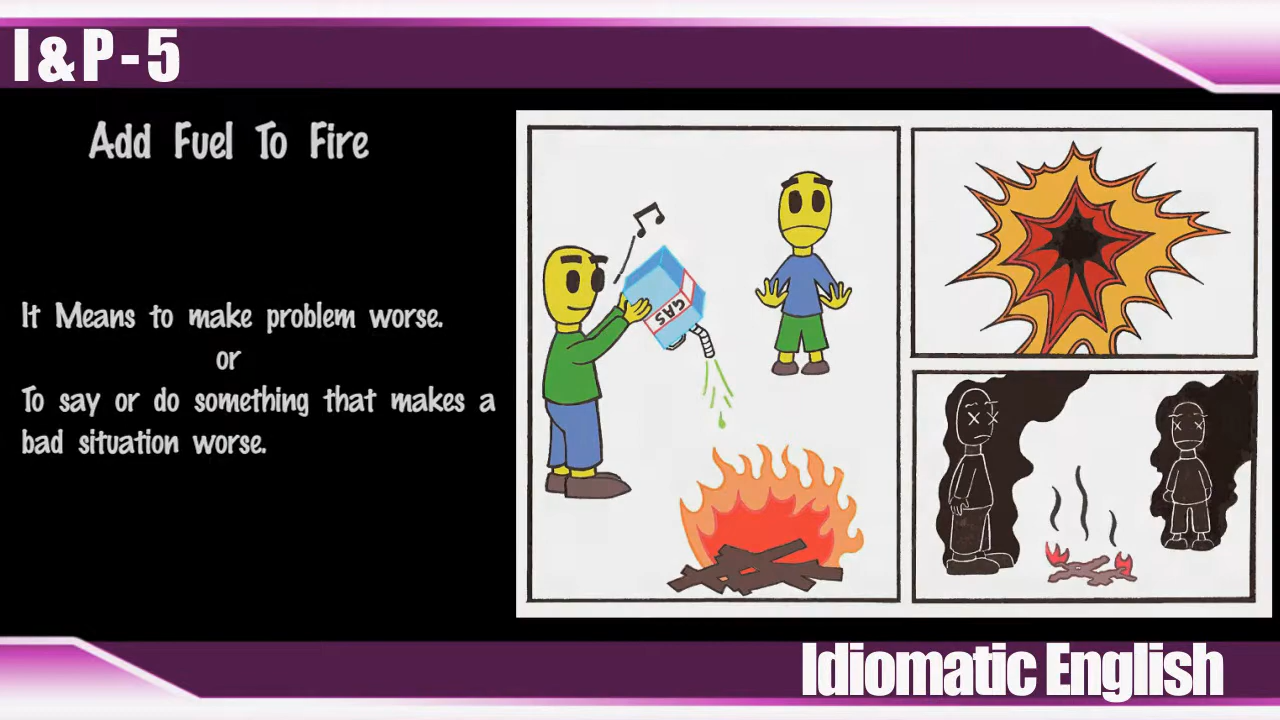 I&P-5
Add Fuel To Fire
It Means to make problem worse.
or
To say or do something that makes a
bad situation worse.
GAS
Idiomatic English